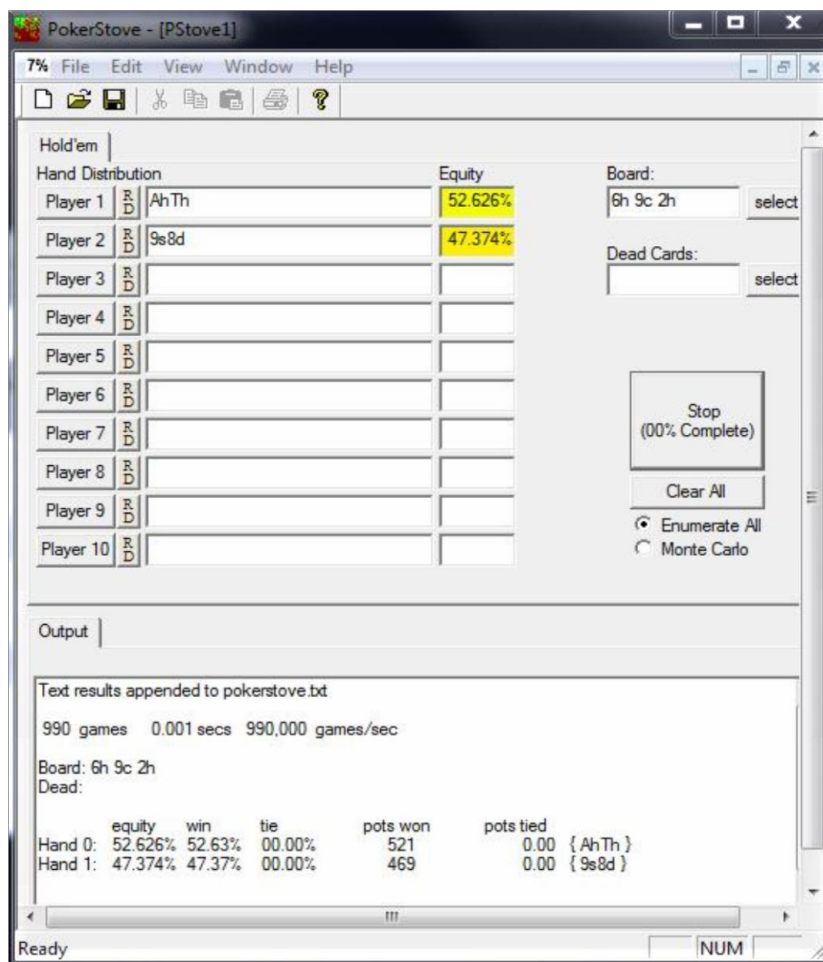 PokerStove - [PStove1]
7% File Edit View Window Help
Hold'em
Hand Distribution Equity Board:
Player 1 R D AhTh 52.626% 6h 9c 2h select
Player 2 R D 9s8d 47.374%
Dead Cards:
Player 3 R D select
Player 4 R D
Player 5 R D
Player 6 R D
Stop
(00% Complete)
Player 7 R D
Player 8 R D
Clear All
Player 9 R D
Enumerate All
Player 10 R D Monte Carlo
Output
Text results appended to pokerstove.txt
990 games 0.001 secs 990,000 games/sec
Board: 6h 9c 2h
Dead:
equity win tie pots won pots tied
Hand 0: 52.626% 52.63% 00.00% 521 0.00 { AhTh }
Hand 1: 47.374% 47.37% 00.00% 469 0.00 { 9s8d }
Ready NUM